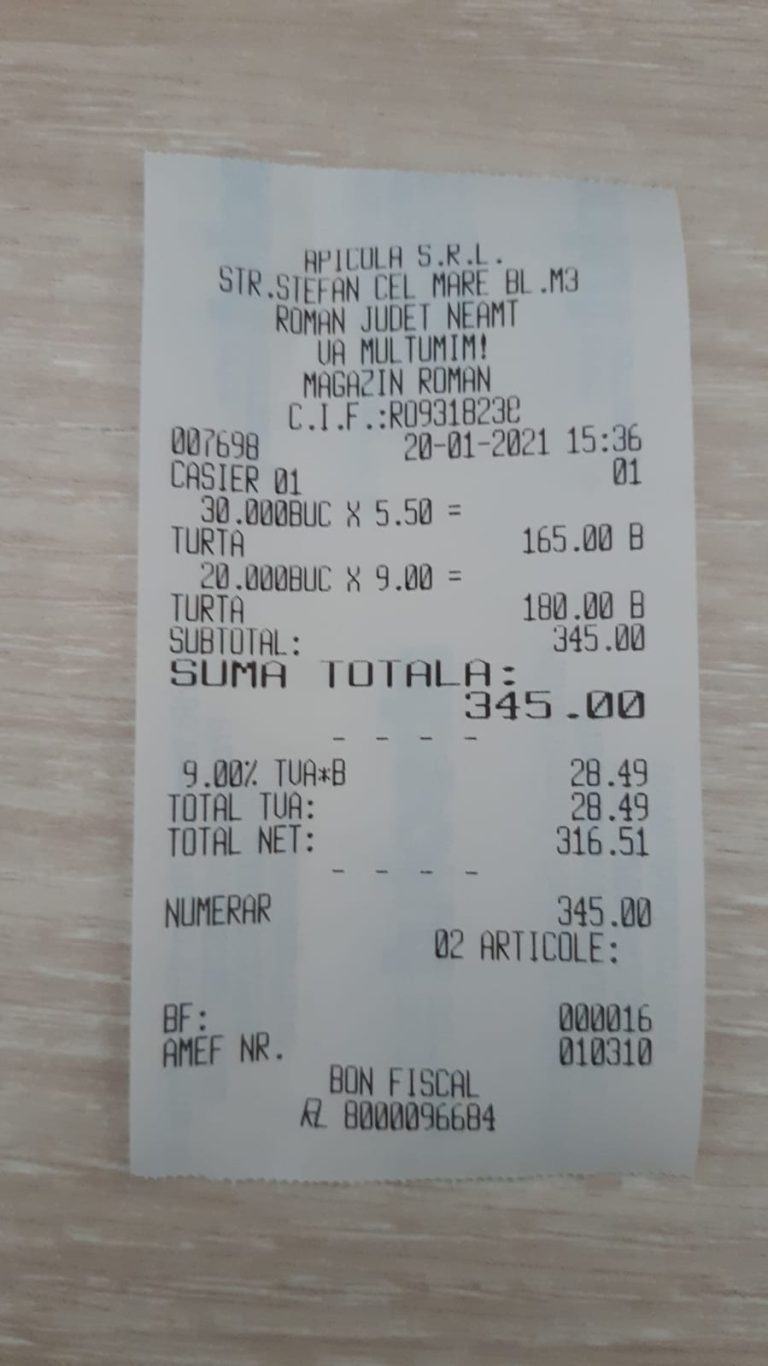 APICOLA S.R.L.
STR.STEFAN CEL MARE BL.M3
ROMAN JUDET NEAMT
VA MULTUMIM!
MAGAZIN ROMAN
C.I.F.:RO9318232
007698 20-01-2021 15:36
CASIER 01 01
30.000BUC X 5.50 =
TURTA 165.00 B
20.000BUC X 9.00 =
TURTA 180.00 B
SUBTOTAL: 345.00
SUMA TOTALA:
345.00
- - - -
9.00% TVA*B 28.49
TOTAL TVA: 28.49
TOTAL NET: 316.51
- - - -
NUMERAR 345.00
02 ARTICOLE:
BF: 000016
AMEF NR. 010310
BON FISCAL
8000096684